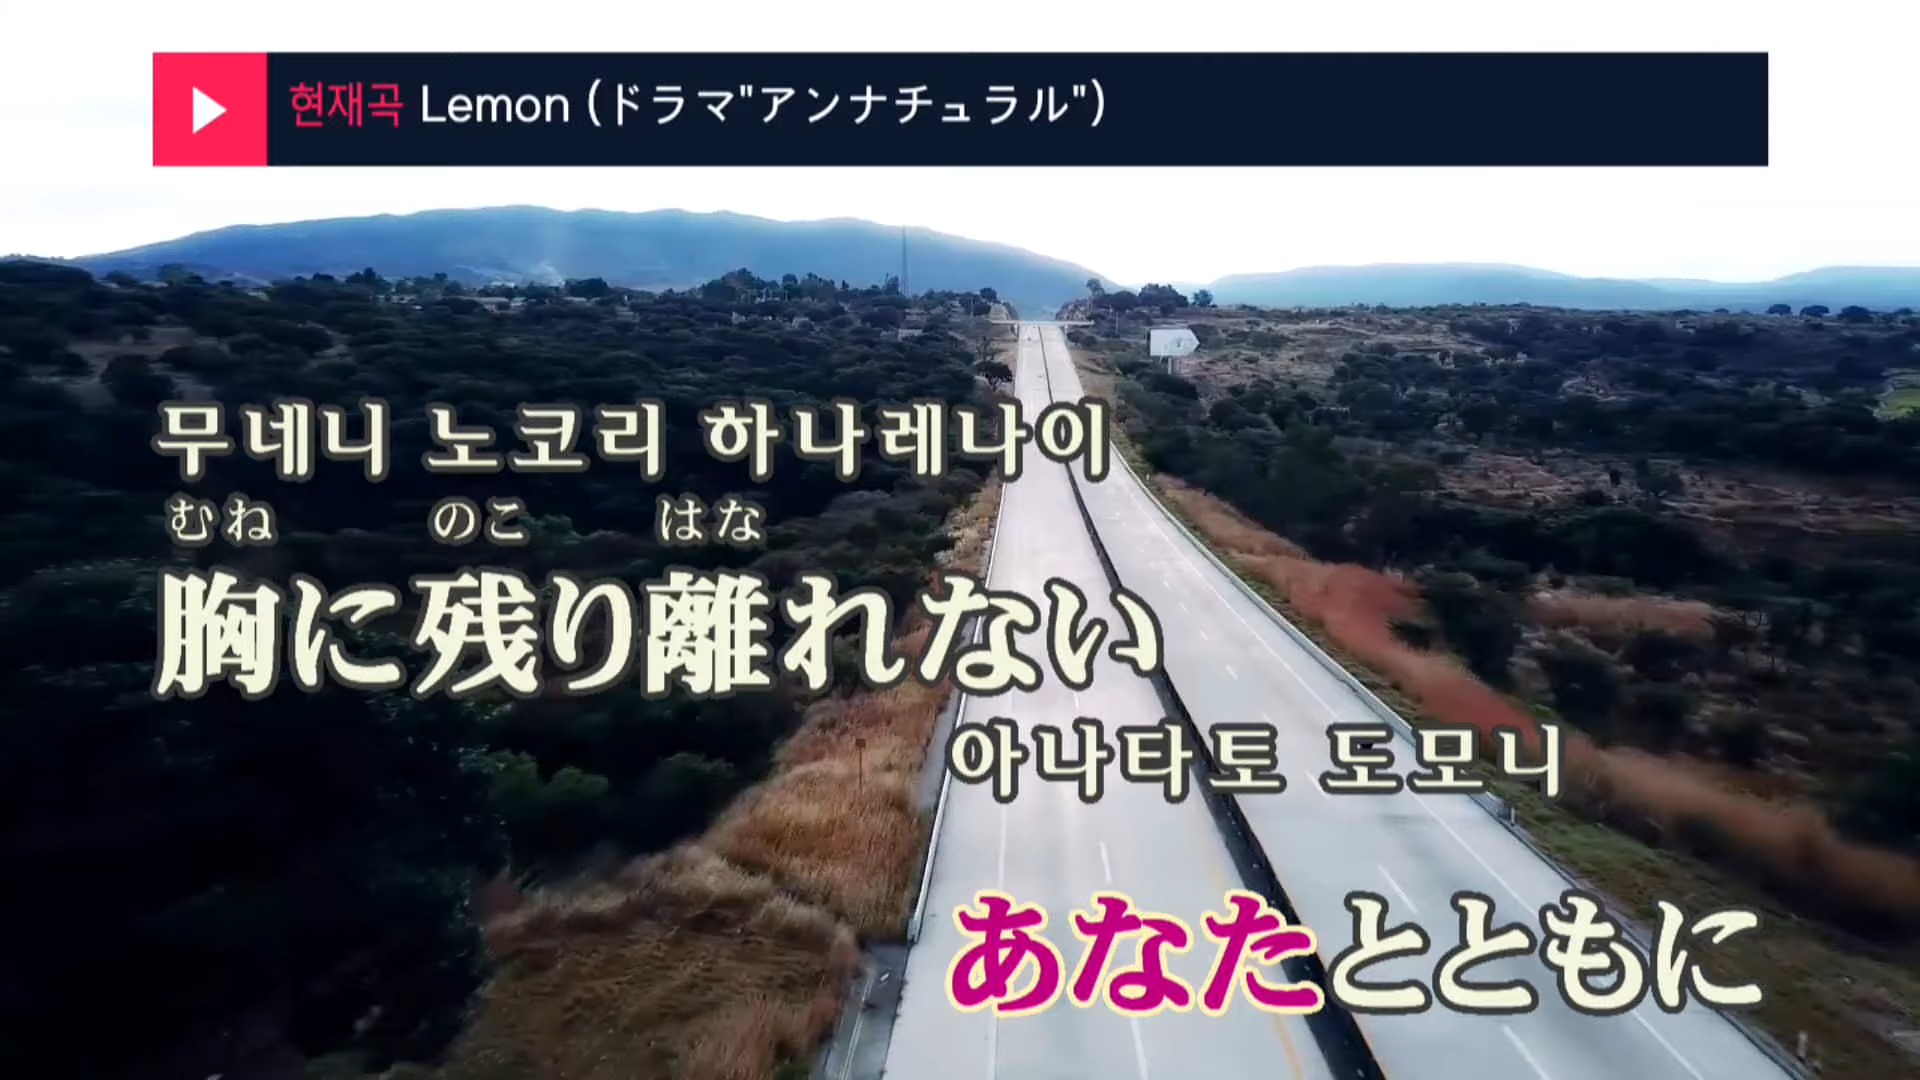 현재곡 Lemon (ドラマ"アンナチュラル")
무네니 노코리 하나레나이
むね のこ はな
胸に残り離れない
아나타토 도모니
あなたとともに